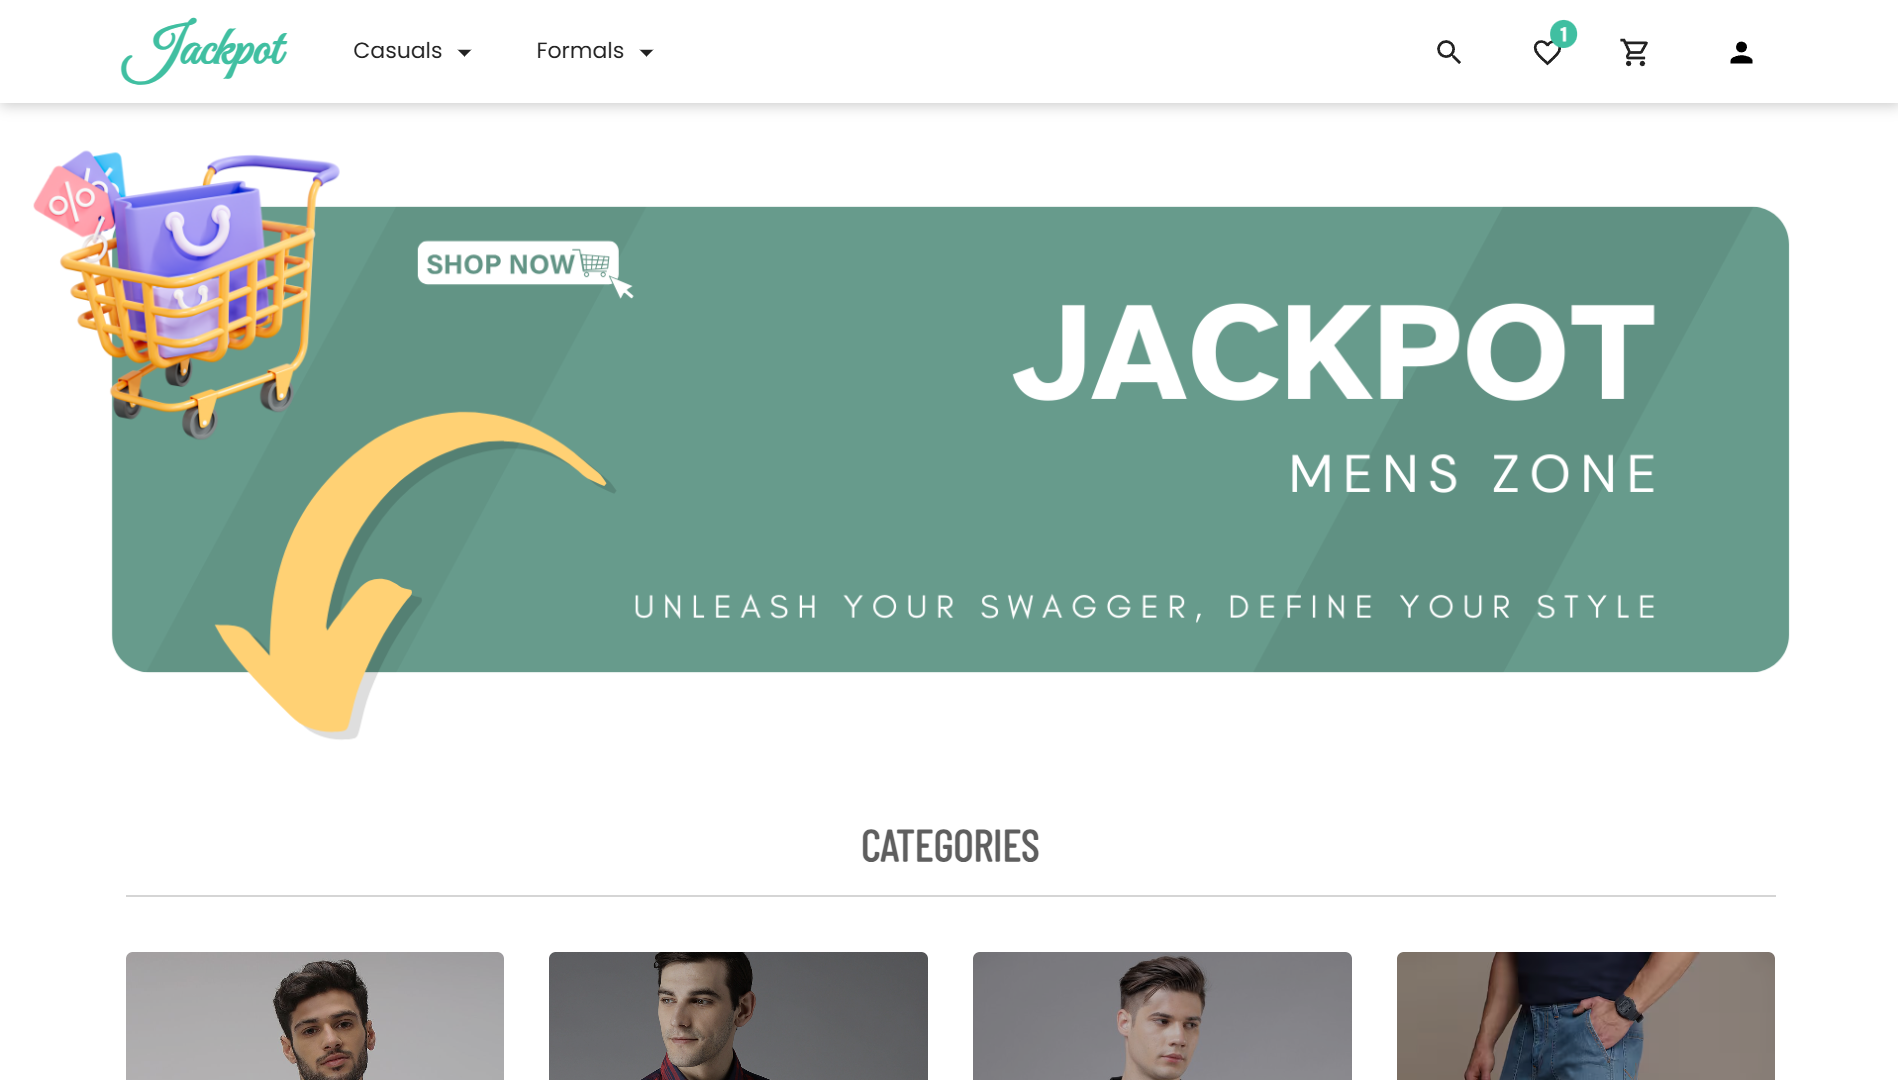 Jackpot
Casuals
Formals
1
%
%
SHOP NOW
JACKPOT
MENS ZONE
UNLEASH YOUR SWAGGER, DEFINE YOUR STYLE
CATEGORIES